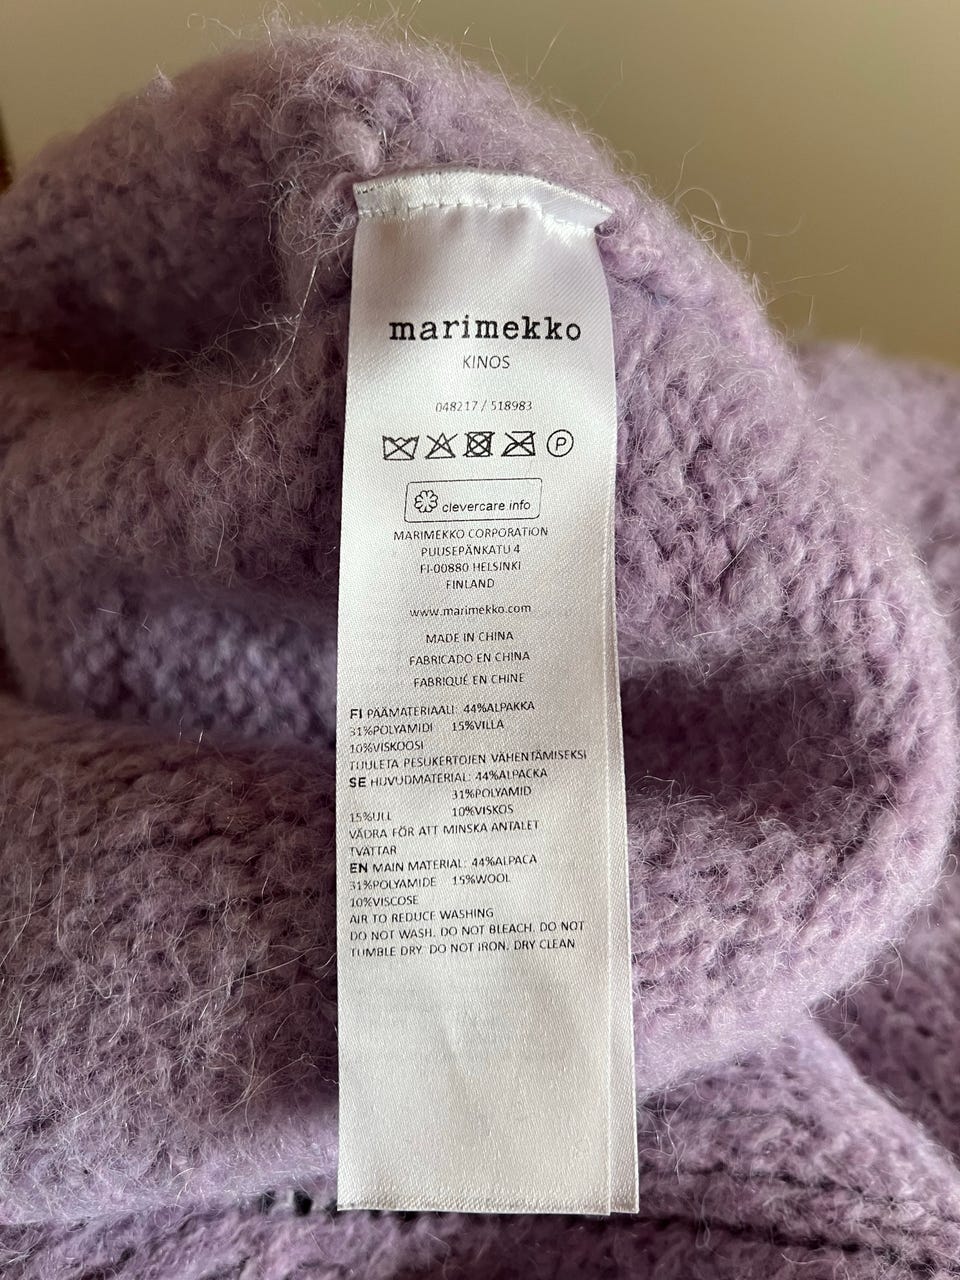 marimekko
KINOS
048217 / 518983
P
clevercare.info
MARIMEKKO CORPORATION
PUUSEPÄNKATU 4
FI-00880 HELSINKI
FINLAND
www.marimekko.com
MADE IN CHINA
FABRICADO EN CHINA
FABRIQUÉ EN CHINE
FI PÄÄMATERIAALI: 44%ALPAKKA
31%POLYAMIDI 15%VILLA
10%VISKOOSI
TUULETA PESUKERTOJEN VÄHENTÄMISEKSI
SE HUVUDMATERIAL: 44%ALPACKA
31%POLYAMID
15%ULL 10%VISKOS
VÄDRA FÖR ATT MINSKA ANTALET
TVÄTTAR
EN MAIN MATERIAL: 44%ALPACA
31%POLYAMIDE 15%WOOL
10%VISCOSE
AIR TO REDUCE WASHING
DO NOT WASH. DO NOT BLEACH. DO NOT
TUMBLE DRY. DO NOT IRON. DRY CLEAN